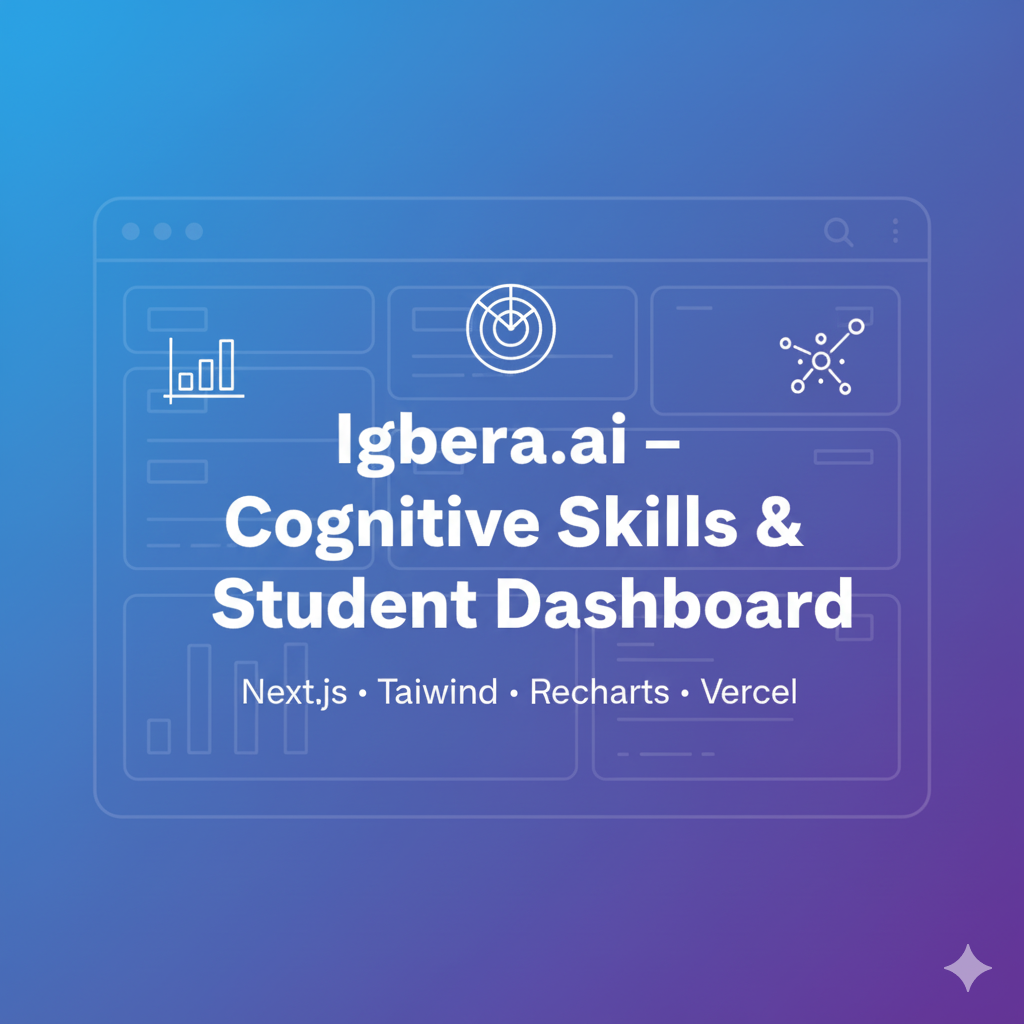 Igbera.ai –
Cognitive Skills &
Student Dashboard
Next.js • Taiwind • Recharts • Vercel